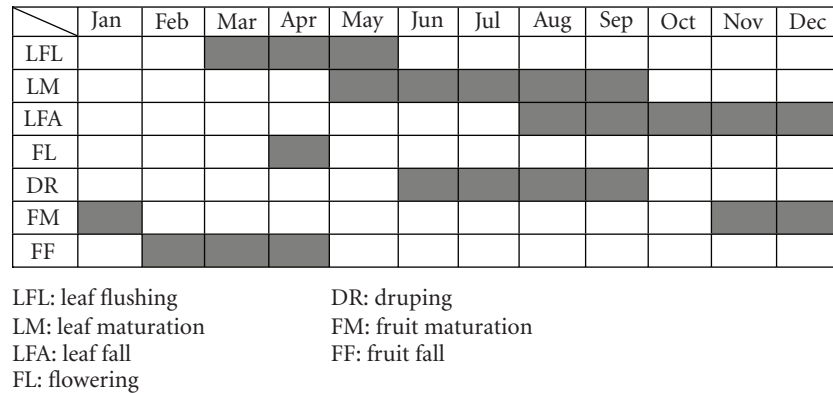 Jan Feb Mar Apr May Jun Jul Aug Sep Oct Nov Dec
LFL
LM
LFA
FL
DR
FM
FF
LFL: leaf flushing DR: druping
LM: leaf maturation FM: fruit maturation
LFA: leaf fall FF: fruit fall
FL: flowering